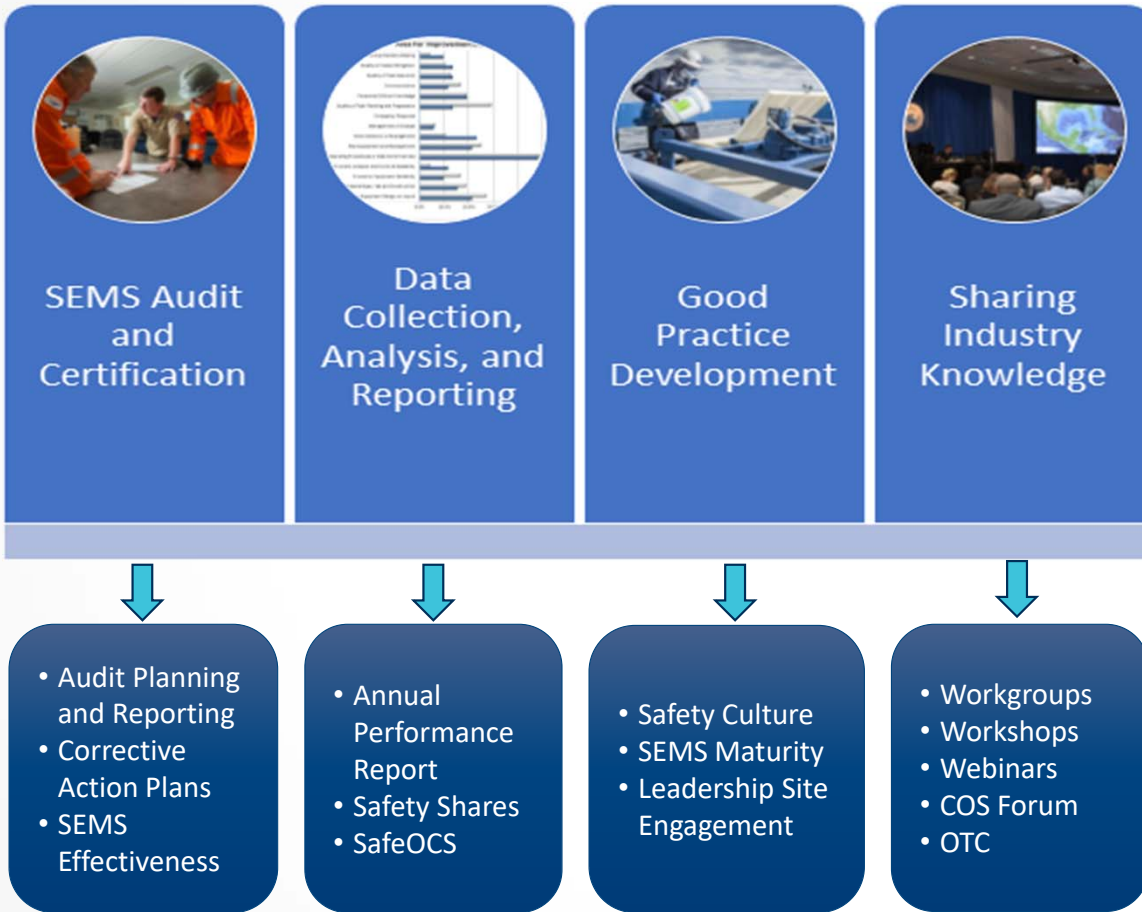 SEMS Audit
and
Certification
Data
Collection,
Analysis, and
Reporting
Good
Practice
Development
Sharing
Industry
Knowledge
• Audit Planning
and Reporting
• Corrective
Action Plans
• SEMS
Effectiveness
• Annual
Performance
Report
• Safety Shares
• SafeOCS
• Safety Culture
• SEMS Maturity
• Leadership Site
Engagement
• Workgroups
• Workshops
• Webinars
• COS Forum
• OTC